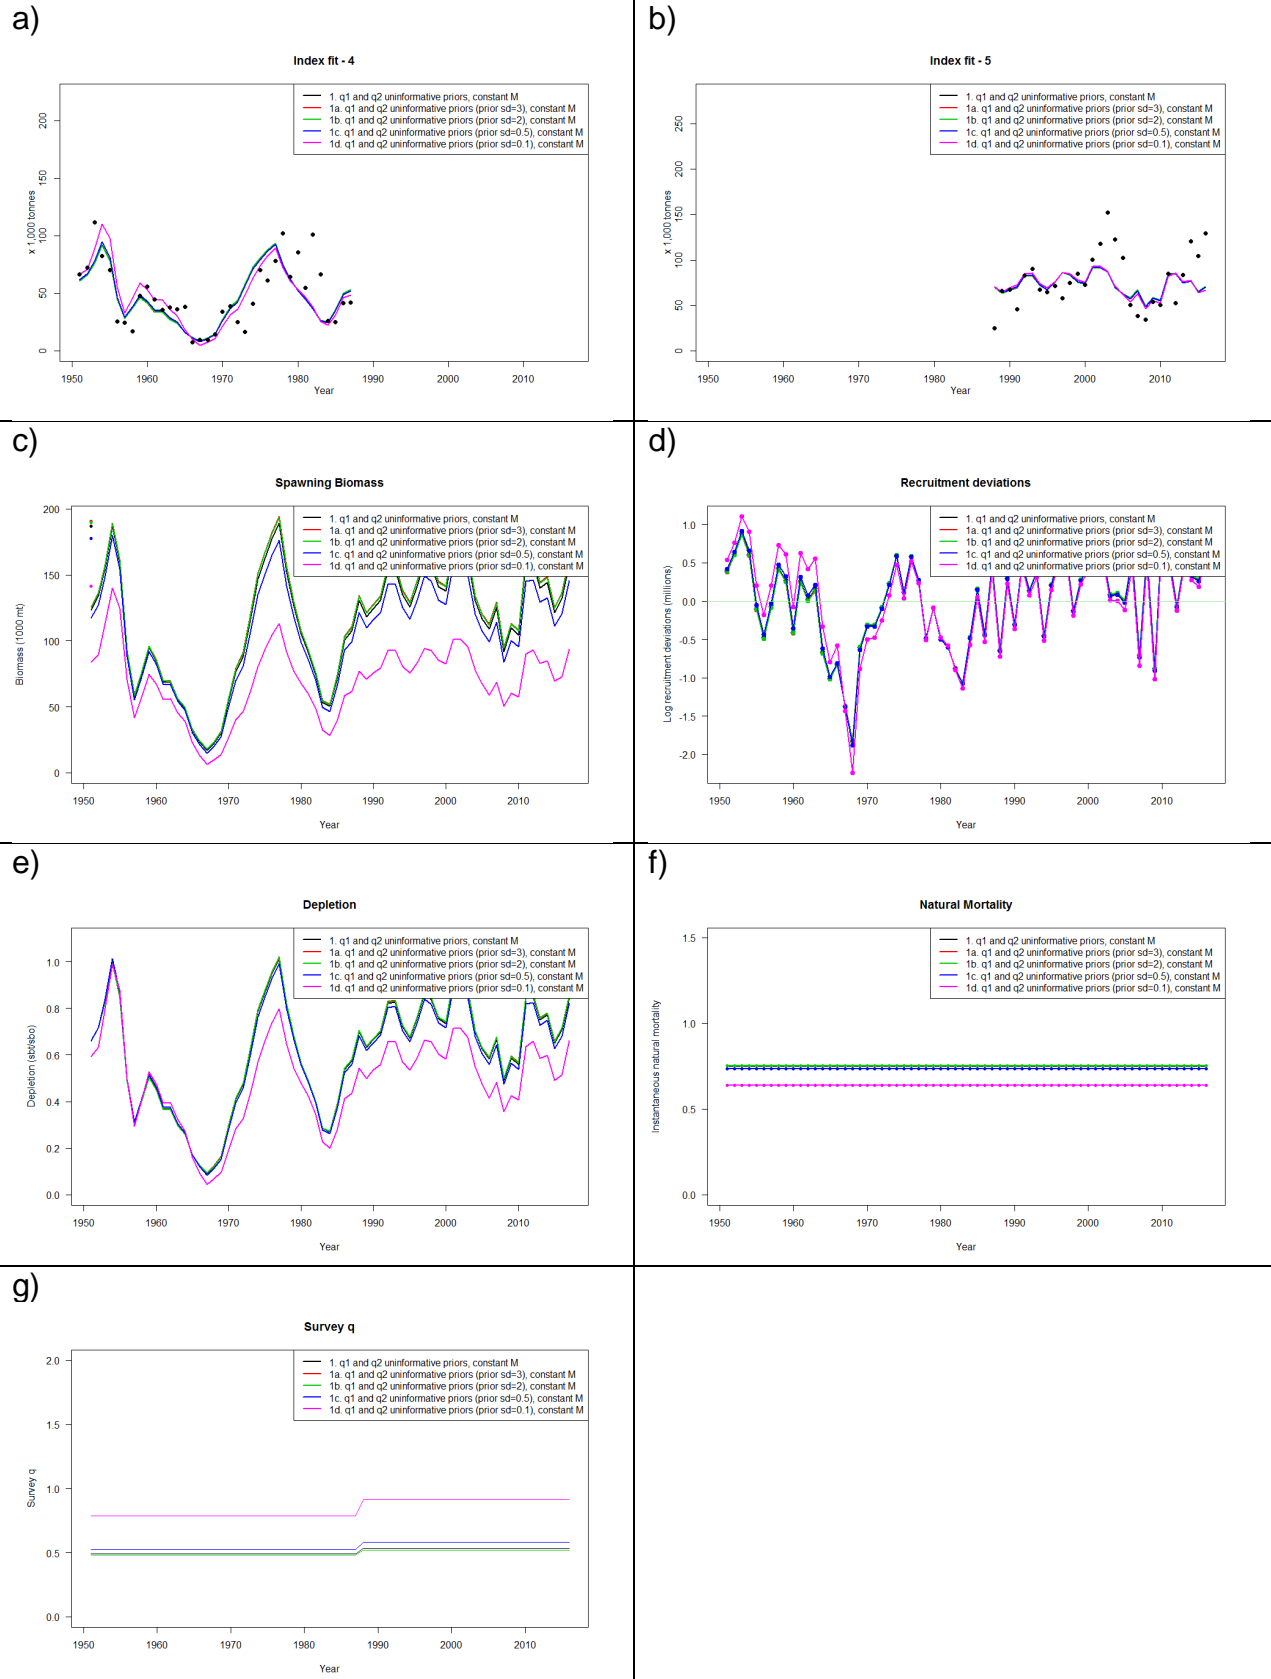 a)
Index fit - 4
1. q1 and q2 uninformative priors, constant M
1a. q1 and q2 uninformative priors (prior sd=3), constant M
1b. q1 and q2 uninformative priors (prior sd=2), constant M
1c. q1 and q2 uninformative priors (prior sd=0.5), constant M
1d. q1 and q2 uninformative priors (prior sd=0.1), constant M
x 1,000 tonnes
200
150
100
50
0
1950 1960 1970 1980 1990 2000 2010
Year
b)
Index fit - 5
1. q1 and q2 uninformative priors, constant M
1a. q1 and q2 uninformative priors (prior sd=3), constant M
1b. q1 and q2 uninformative priors (prior sd=2), constant M
1c. q1 and q2 uninformative priors (prior sd=0.5), constant M
1d. q1 and q2 uninformative priors (prior sd=0.1), constant M
x 1,000 tonnes
250
200
150
100
50
0
1950 1960 1970 1980 1990 2000 2010
Year
c)
Spawning Biomass
1. q1 and q2 uninformative priors, constant M
1a. q1 and q2 uninformative priors (prior sd=3), constant M
1b. q1 and q2 uninformative priors (prior sd=2), constant M
1c. q1 and q2 uninformative priors (prior sd=0.5), constant M
1d. q1 and q2 uninformative priors (prior sd=0.1), constant M
Biomass (1000 mt)
200
150
100
50
0
1950 1960 1970 1980 1990 2000 2010
Year
d)
Recruitment deviations
1. q1 and q2 uninformative priors, constant M
1a. q1 and q2 uninformative priors (prior sd=3), constant M
1b. q1 and q2 uninformative priors (prior sd=2), constant M
1c. q1 and q2 uninformative priors (prior sd=0.5), constant M
1d. q1 and q2 uninformative priors (prior sd=0.1), constant M
Log recruitment deviations (millions)
1.0
0.5
0.0
-0.5
-1.0
-1.5
-2.0
1950 1960 1970 1980 1990 2000 2010
Year
e)
Depletion
1. q1 and q2 uninformative priors, constant M
1a. q1 and q2 uninformative priors (prior sd=3), constant M
1b. q1 and q2 uninformative priors (prior sd=2), constant M
1c. q1 and q2 uninformative priors (prior sd=0.5), constant M
1d. q1 and q2 uninformative priors (prior sd=0.1), constant M
Depletion (sbt/sbo)
1.0
0.8
0.6
0.4
0.2
0.0
1950 1960 1970 1980 1990 2000 2010
Year
f)
Natural Mortality
1. q1 and q2 uninformative priors, constant M
1a. q1 and q2 uninformative priors (prior sd=3), constant M
1b. q1 and q2 uninformative priors (prior sd=2), constant M
1c. q1 and q2 uninformative priors (prior sd=0.5), constant M
1d. q1 and q2 uninformative priors (prior sd=0.1), constant M
Instantaneous natural mortality
1.5
1.0
0.5
0.0
1950 1960 1970 1980 1990 2000 2010
Year
g)
Survey q
1. q1 and q2 uninformative priors, constant M
1a. q1 and q2 uninformative priors (prior sd=3), constant M
1b. q1 and q2 uninformative priors (prior sd=2), constant M
1c. q1 and q2 uninformative priors (prior sd=0.5), constant M
1d. q1 and q2 uninformative priors (prior sd=0.1), constant M
Survey q
2.0
1.5
1.0
0.5
0.0
1950 1960 1970 1980 1990 2000 2010
Year